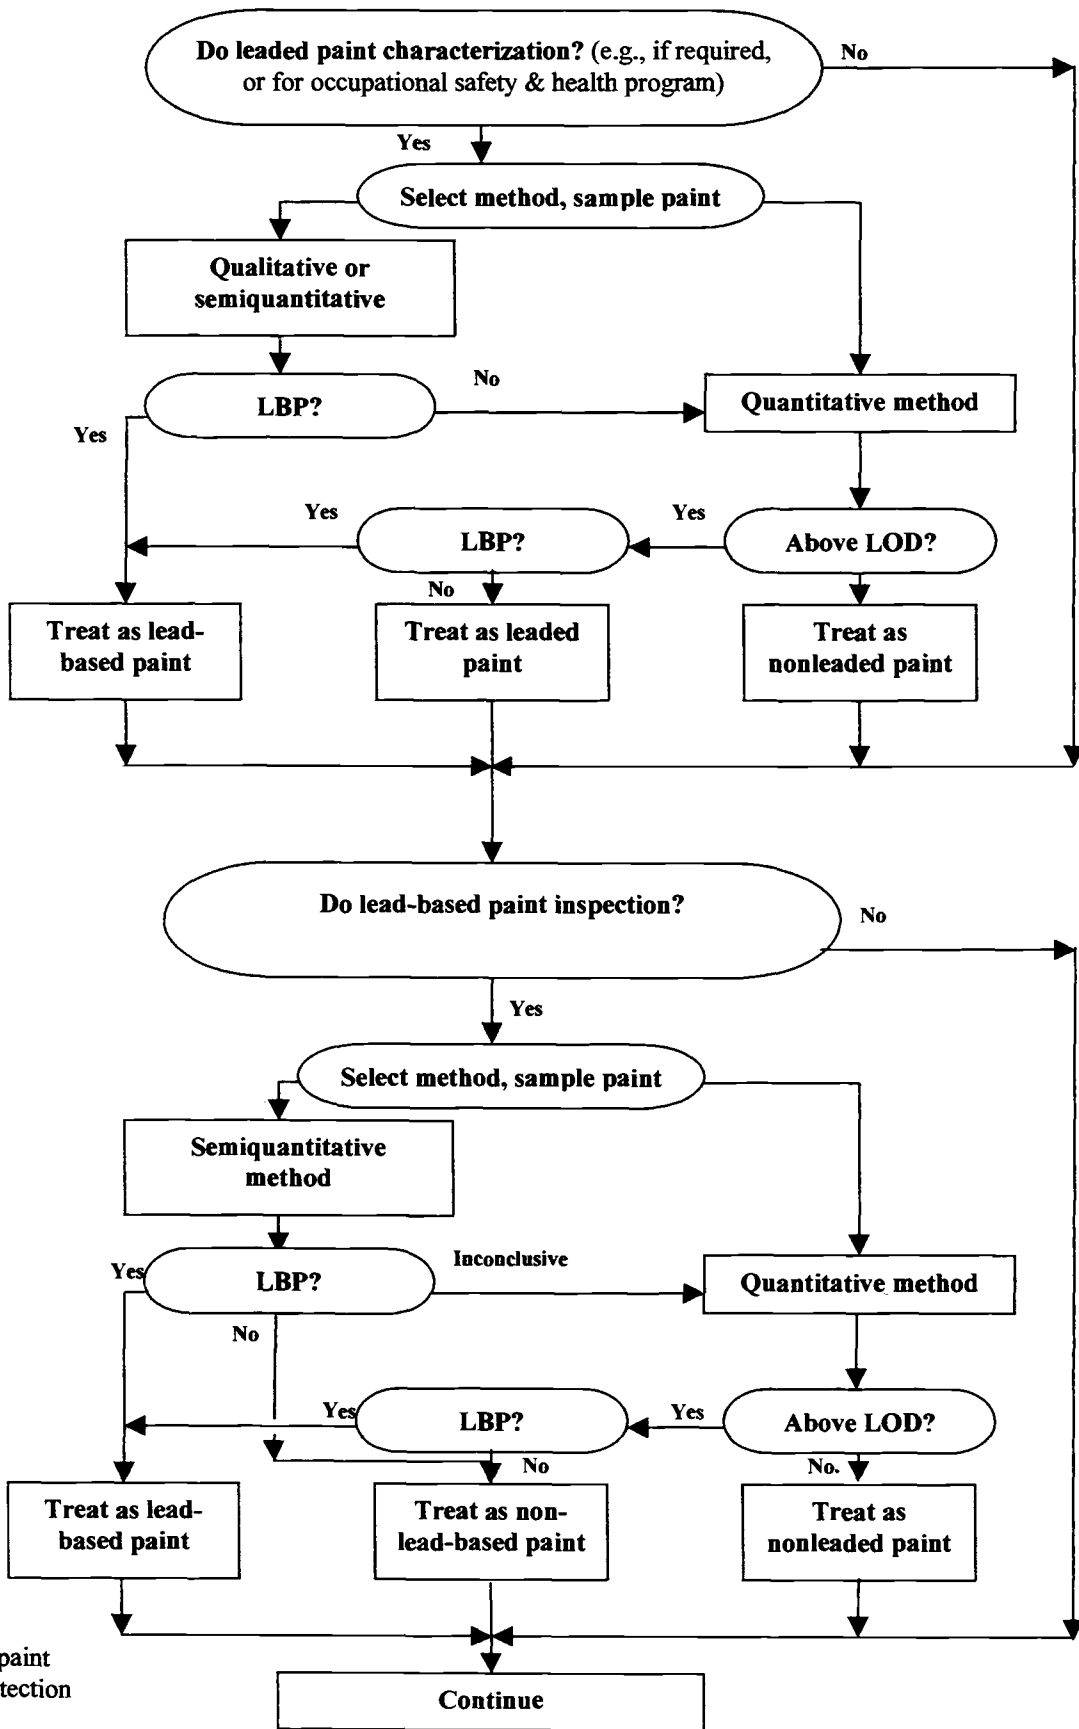 Do leaded paint characterization? (e.g., if required,
or for occupational safety & health program)
No
Yes
Select method, sample paint
Qualitative or
semiquantitative
LBP?
No
Quantitative method
Yes
Yes
LBP?
Yes
Above LOD?
No
Treat as lead-
based paint
Treat as leaded
paint
Treat as
nonleaded paint
Do lead-based paint inspection?
No
Yes
Select method, sample paint
Semiquantitative
method
Yes
LBP?
Inconclusive
Quantitative method
No
Yes
LBP?
Yes
Above LOD?
No
No.
Treat as lead-
based paint
Treat as non-
lead-based paint
Treat as
nonleaded paint
paint
tection
Continue